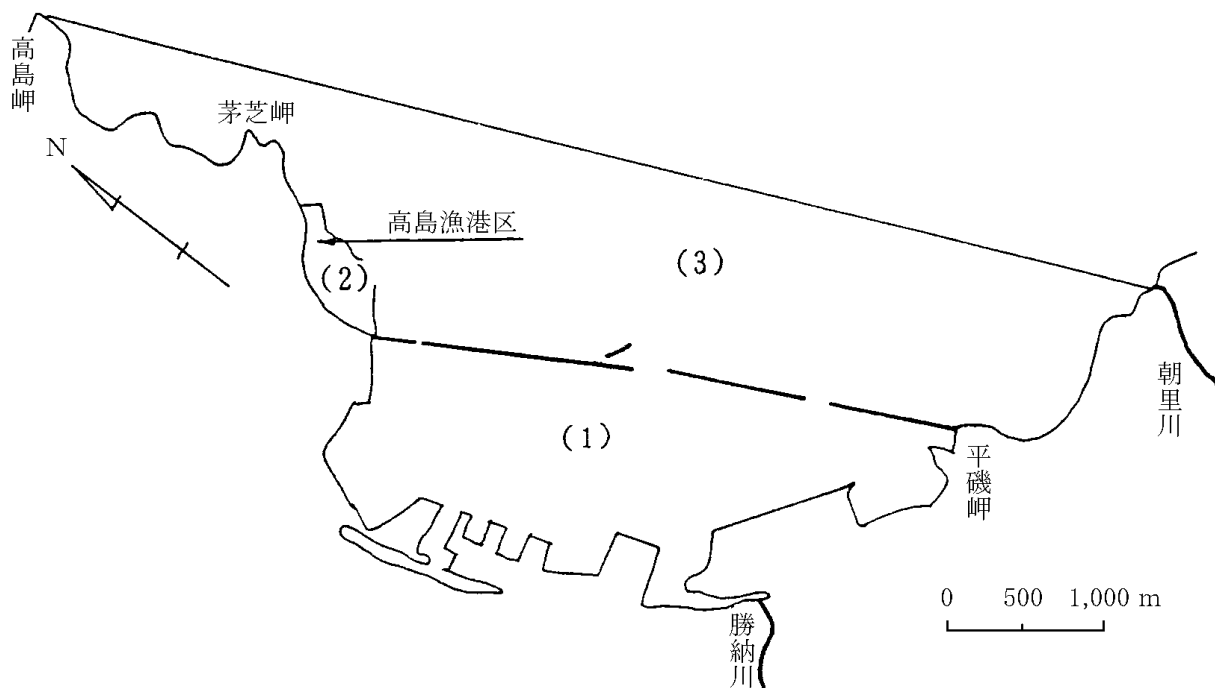 高島岬
茅芝岬
N
高島漁港区
(3)
(2)
朝里川
(1)
平磯岬
0 500 1,000 m
勝納川